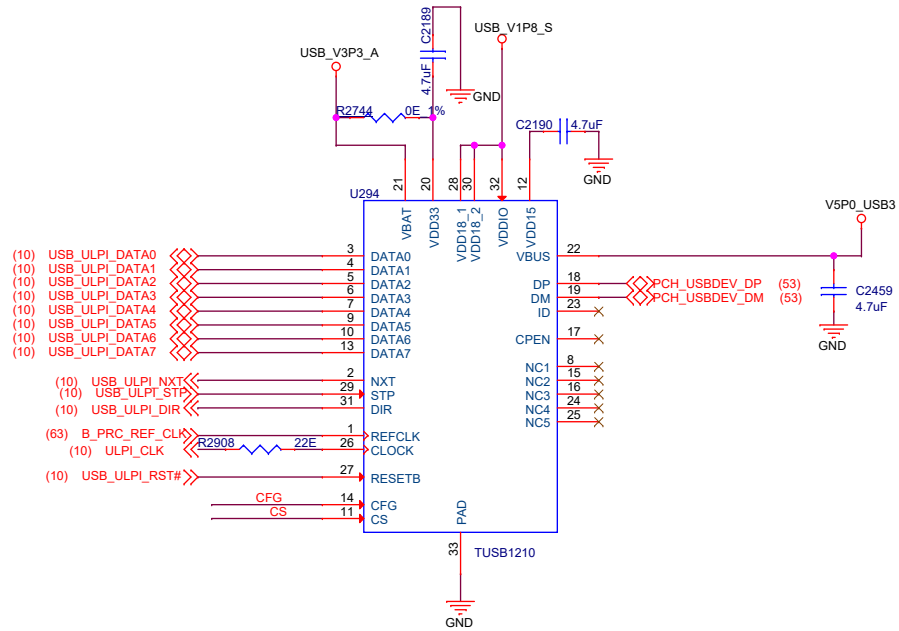 C2189
4.7uF
USB_V1P8_S
USB_V3P3_A
GND
R2744 0E 1%
C2190 4.7uF
GND
21
20
28
30
32
12
U294
VBAT
VDD33
VDD18_1
VDD18_2
VDDIO
VDD15
V5P0_USB3
VBUS 22
(10) USB_ULPI_DATA0 3 DATA0
(10) USB_ULPI_DATA1 4 DATA1
(10) USB_ULPI_DATA2 5 DATA2
(10) USB_ULPI_DATA3 6 DATA3
(10) USB_ULPI_DATA4 7 DATA4
(10) USB_ULPI_DATA5 9 DATA5
(10) USB_ULPI_DATA6 10 DATA6
(10) USB_ULPI_DATA7 13 DATA7
DP 18 PCH_USBDEV_DP (53)
DM 19 PCH_USBDEV_DM (53)
ID 23
C2459
4.7uF
GND
CPEN 17
NC1 8
NC2 15
NC3 16
NC4 24
NC5 25
(10) USB_ULPI_NXT 2 NXT
(10) USB_ULPI_STP 29 STP
(10) USB_ULPI_DIR 31 DIR
(63) B_PRC_REF_CLK 1 REFCLK
(10) ULPI_CLK R2908 22E 26 CLOCK
(10) USB_ULPI_RST# 27 RESETB
CFG 14 CFG
CS 11 CS
PAD
33
TUSB1210
GND